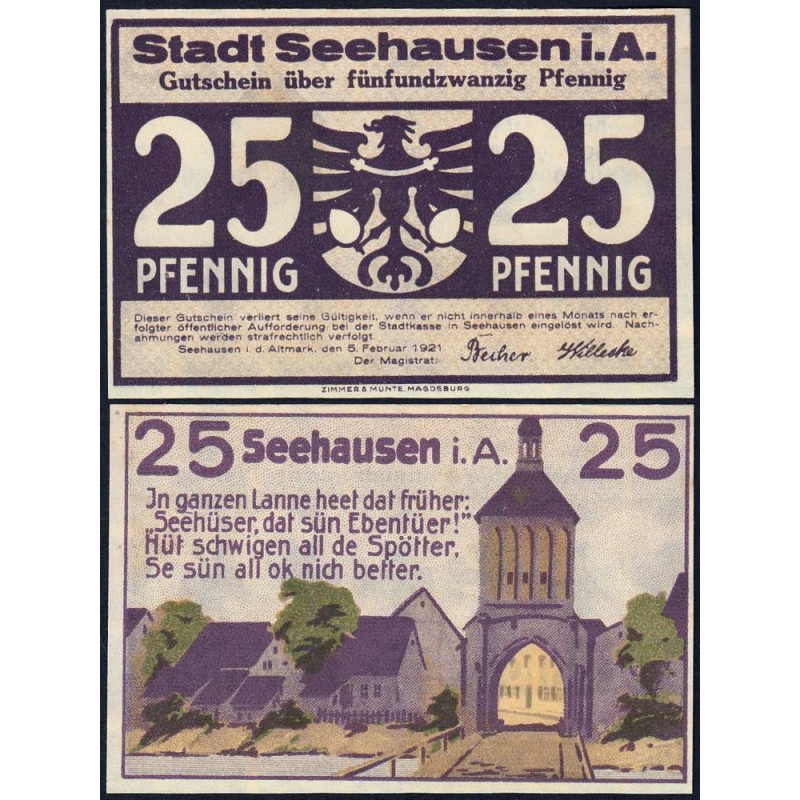 Stadt Seehausen i.A.
Gutschein über fünfundzwanzig Pfennig
25 25
PFENNIG PFENNIG
Dieser Gutschein verliert seine Gültigkeit, wenn er nicht innerhalb eines Monats nach er-
folgter öffentlicher Aufforderung bei der Stadtkasse in Seehausen eingelöst wird. Nach-
ahmungen werden strafrechtlich verfolgt.
Seehausen i. d. Altmark, den 5. Februar 1921.
Der Magistrat: Becher Willecke
ZIMMER & MUNTE, MAGDEBURG
25 Seehausen i.A. 25
In ganzen Lanne heet dat früher:
„Seehüser, dat sün Ebentüer!"
Hüt schwigen all de Spötter,
Se sün all ok nich better.